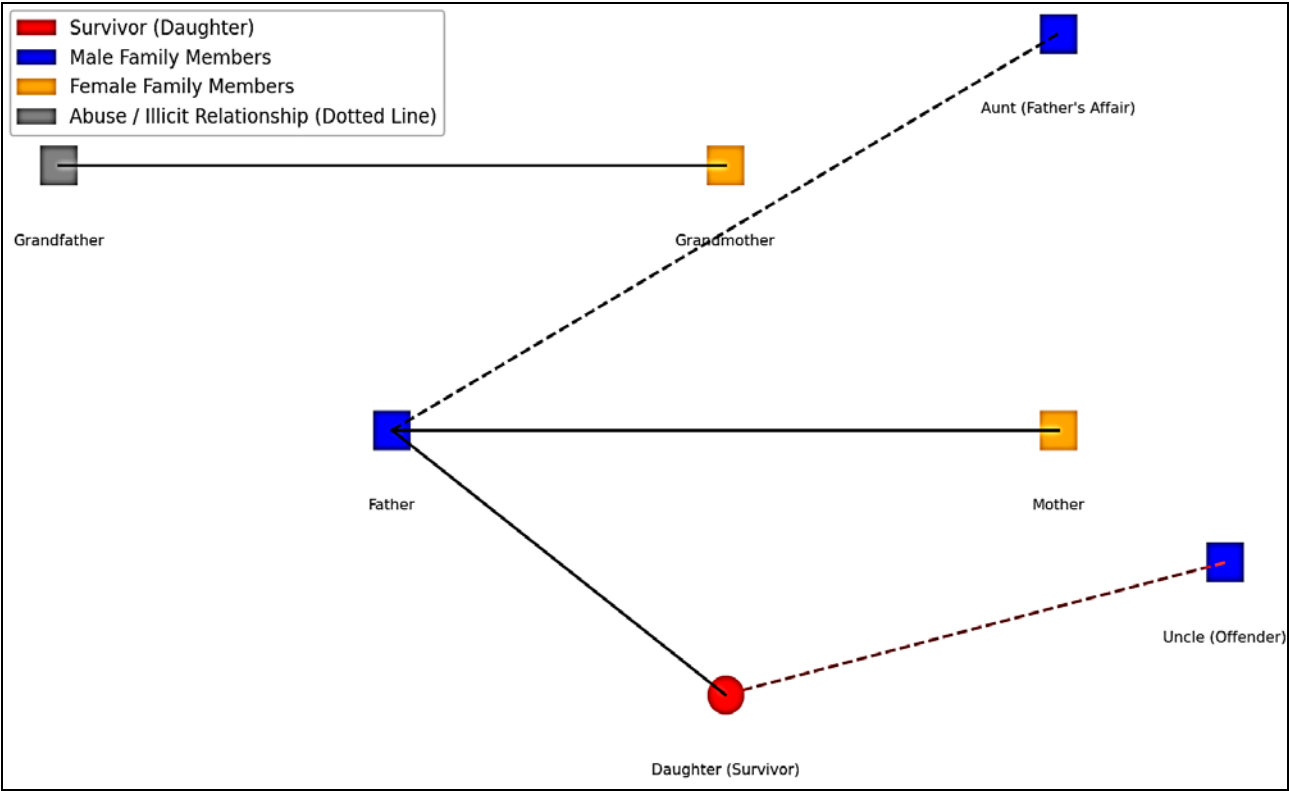 Survivor (Daughter)
Male Family Members
Female Family Members
Abuse / Illicit Relationship (Dotted Line)
Aunt (Father's Affair)
Grandfather
Grandmother
Father
Mother
Uncle (Offender)
Daughter (Survivor)